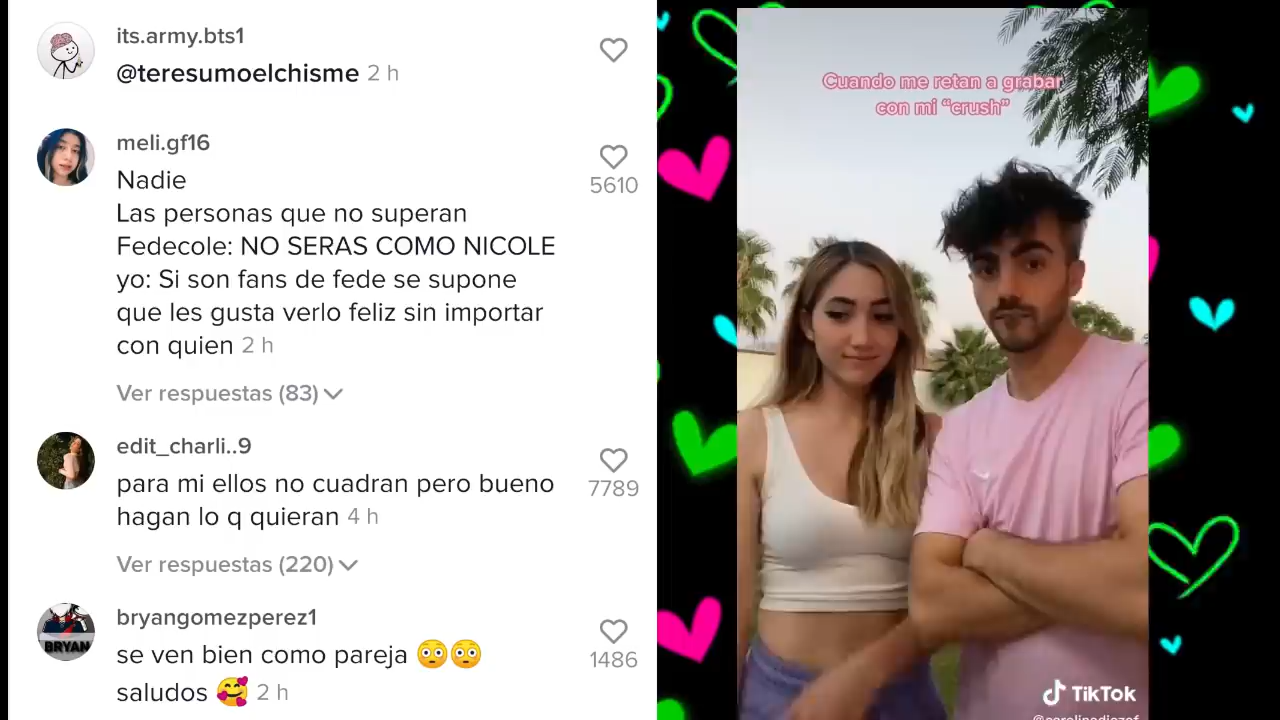 its.army.bts1
@teresumoelchisme 2 h
meli.gf16
Nadie
Las personas que no superan
Fedecole: NO SERAS COMO NICOLE
yo: Si son fans de fede se supone
que les gusta verlo feliz sin importar
con quien 2 h
5610
Ver respuestas (83)
edit_charli..9
para mi ellos no cuadran pero bueno
hagan lo q quieran 4 h
7789
Ver respuestas (220)
bryangomezperez1
BRYAN
se ven bien como pareja 😳😳
saludos 🥰 2 h
1486
Cuando me retan a grabar
con mi “crush”
TikTok